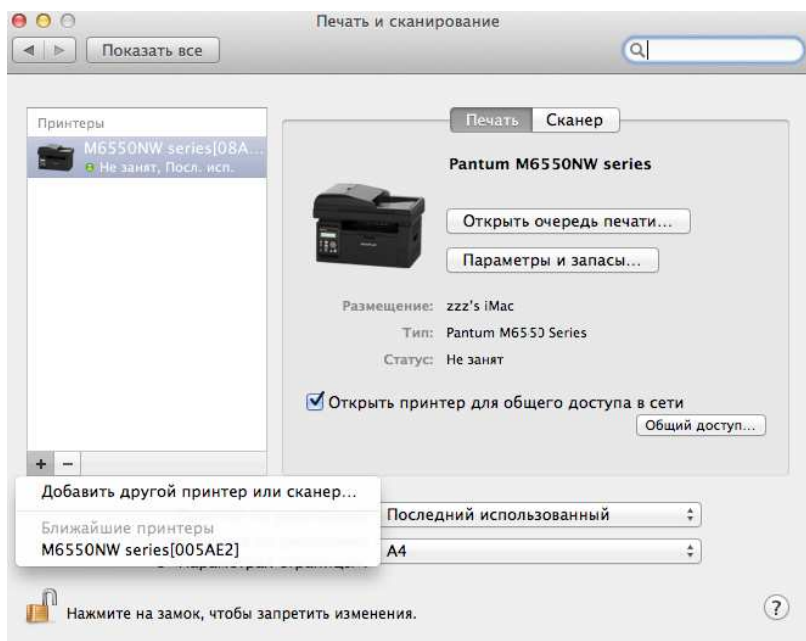 Печать и сканирование
Показать все
Принтеры
M6550NW series[08A...
Не занят, Посл. исп.
Печать Сканер
Pantum M6550NW series
Открыть очередь печати...
Параметры и запасы...
Размещение: zzz's iMac
Тип: Pantum M6550 Series
Статус: Не занят
Открыть принтер для общего доступа в сети
Общий доступ...
+ −
Добавить другой принтер или сканер...
Ближайшие принтеры
M6550NW series[005AE2]
Последний использованный
A4
Нажмите на замок, чтобы запретить изменения.
?